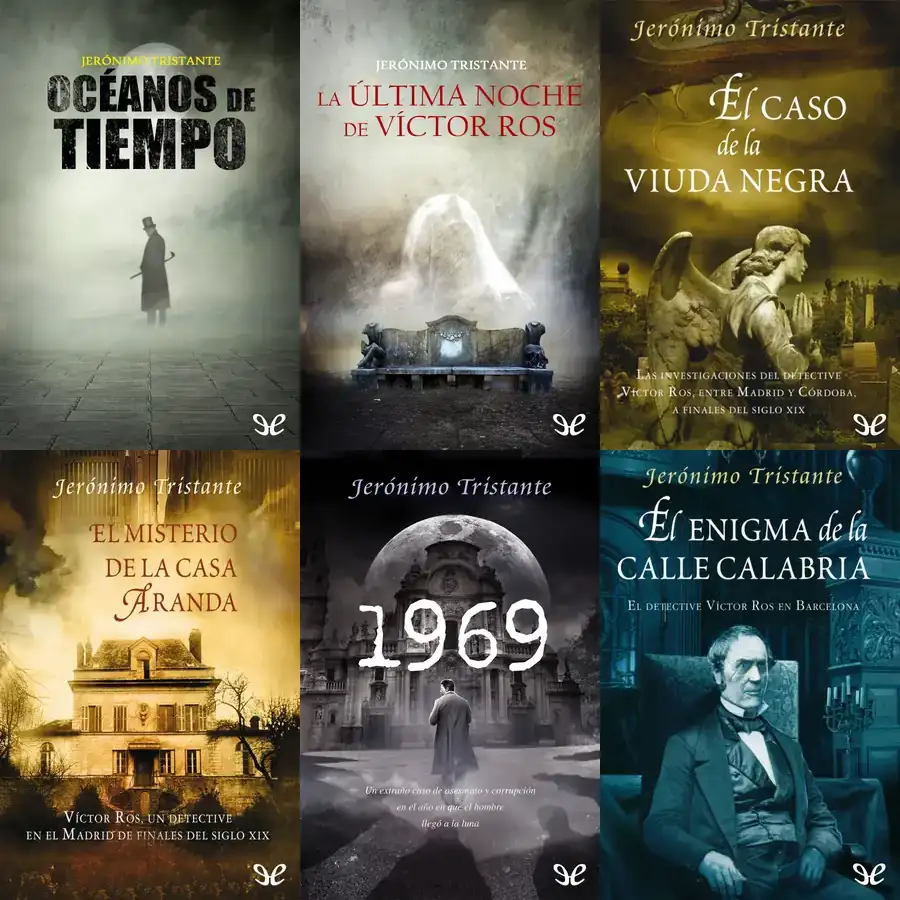 JERÓNIMO TRISTANTE
OCÉANOS DE
TIEMPO
JERÓNIMO TRISTANTE
LA ÚLTIMA NOCHE
DE VÍCTOR ROS
Jerónimo Tristante
El CASO
de la
VIUDA NEGRA
LAS INVESTIGACIONES DEL DETECTIVE
VÍCTOR ROS, ENTRE MADRID Y CÓRDOBA,
A FINALES DEL SIGLO XIX
Jerónimo Tristante
EL MISTERIO
DE LA CASA
ARANDA
VÍCTOR ROS, UN DETECTIVE
EN EL MADRID DE FINALES DEL SIGLO XIX
Jerónimo Tristante
1969
Un extraño caso de asesinato y corrupción
en el año en que el hombre
llegó a la luna
Jerónimo Tristante
El ENIGMA de la
CALLE CALABRIA
EL DETECTIVE VÍCTOR ROS EN BARCELONA